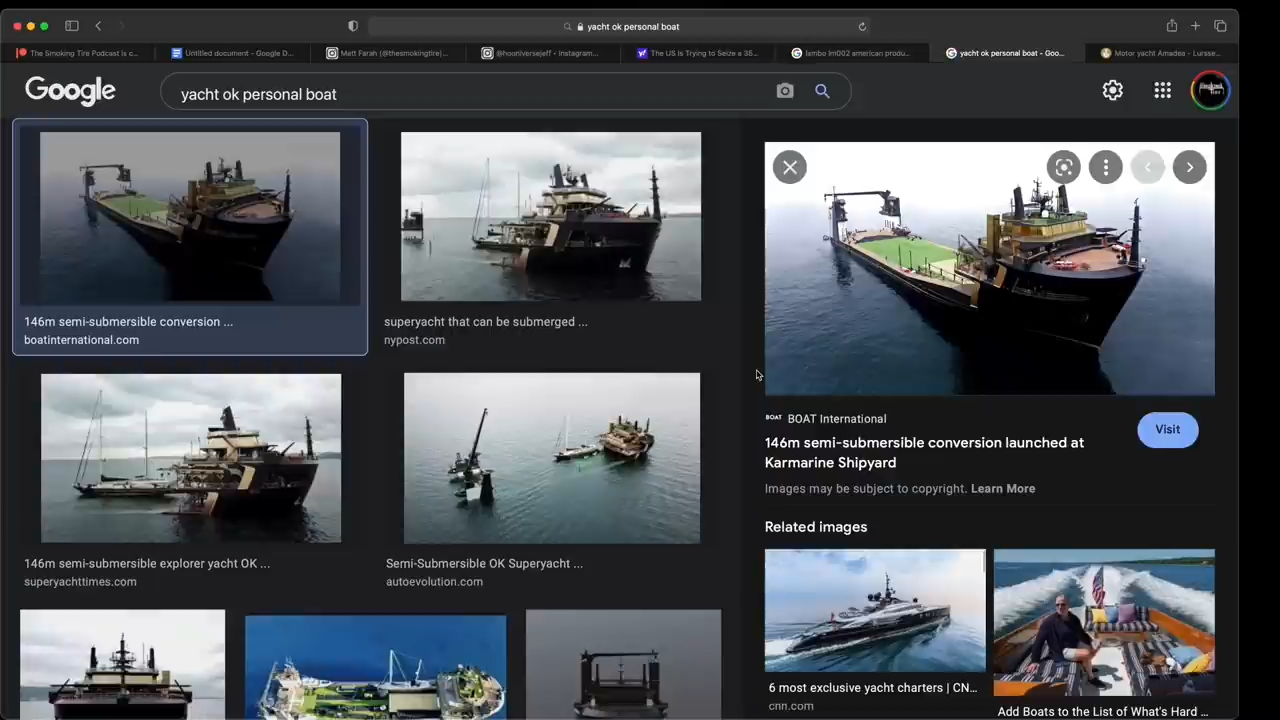 yacht ok personal boat
The Smoking Tire Podcast is c...
Untitled document - Google D...
Matt Farah (@thesmokingtire)...
@hooniversejeff • Instagram...
The US Is Trying to Seize a 35...
lambo lm002 american produ...
yacht ok personal boat - Goo...
Motor yacht Amadea - Lursse...
Google
yacht ok personal boat
146m semi-submersible conversion ...
boatinternational.com
superyacht that can be submerged ...
nypost.com
146m semi-submersible explorer yacht OK ...
superyachttimes.com
Semi-Submersible OK Superyacht ...
autoevolution.com
BOAT
BOAT International
146m semi-submersible conversion launched at
Karmarine Shipyard
Visit
Images may be subject to copyright. Learn More
Related images
6 most exclusive yacht charters | CN...
cnn.com
Add Boats to the List of What's Hard ...